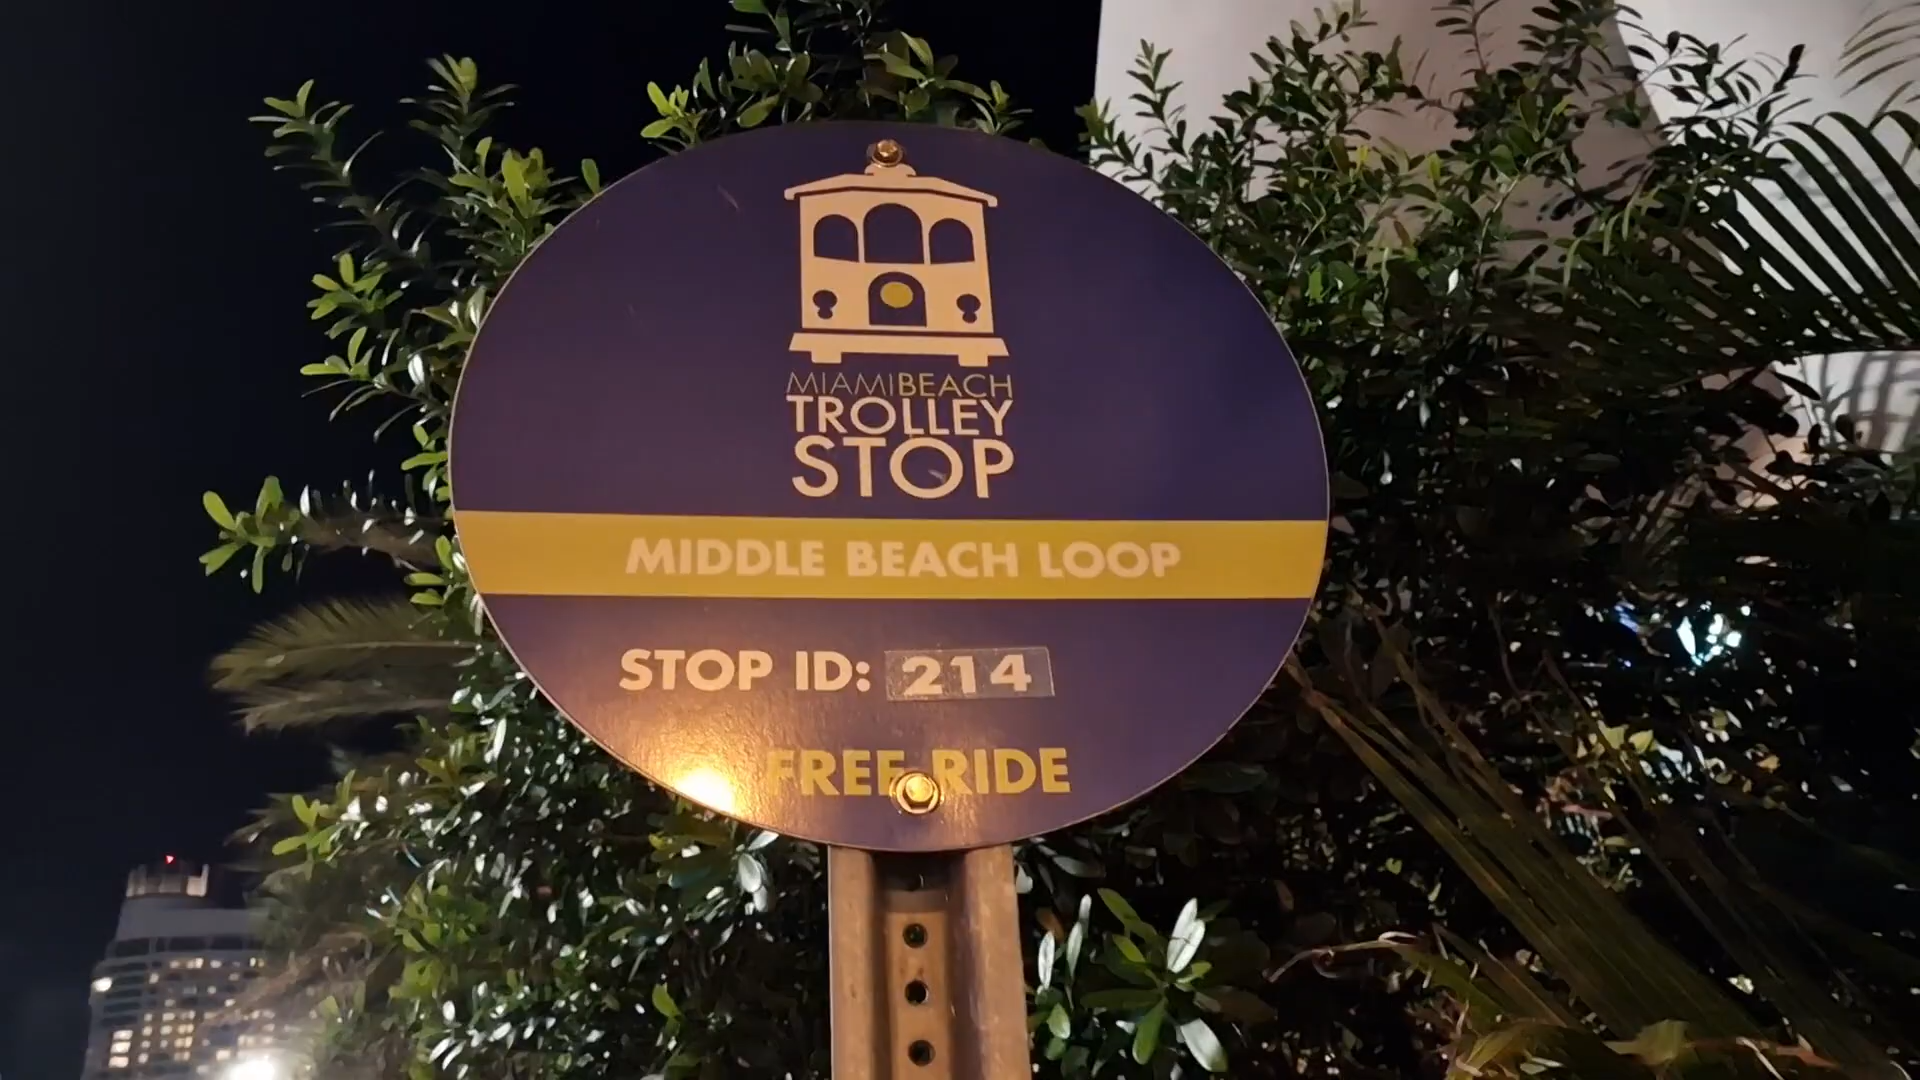 MIAMIBEACH
TROLLEY
STOP
MIDDLE BEACH LOOP
STOP ID: 214
FREE RIDE